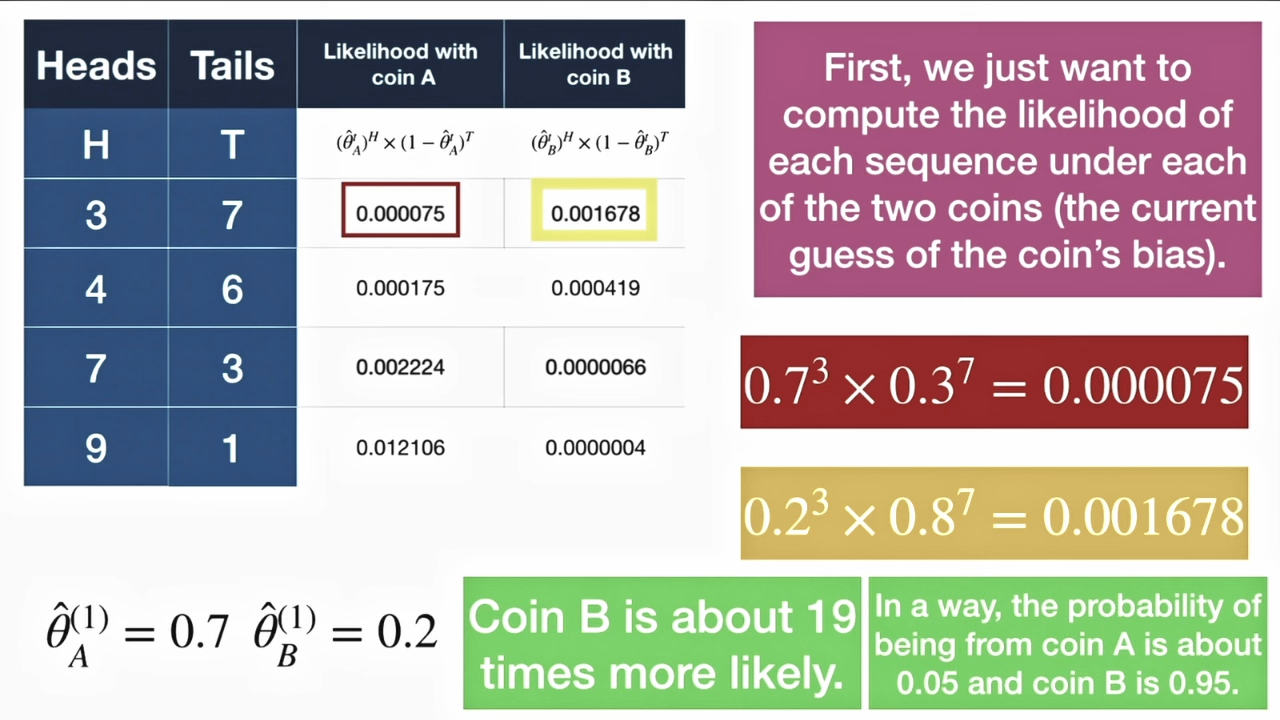 Heads Tails Likelihood with coin A Likelihood with coin B
H T (θ̂ᵗ_A)^H × (1 − θ̂ᵗ_A)^T (θ̂ᵗ_B)^H × (1 − θ̂ᵗ_B)^T
3 7 0.000075 0.001678
4 6 0.000175 0.000419
7 3 0.002224 0.0000066
9 1 0.012106 0.0000004
First, we just want to
compute the likelihood of
each sequence under each
of the two coins (the current
guess of the coin’s bias).
0.7³ × 0.3⁷ = 0.000075
0.2³ × 0.8⁷ = 0.001678
θ̂_A^(1) = 0.7 θ̂_B^(1) = 0.2
Coin B is about 19
times more likely.
In a way, the probability of
being from coin A is about
0.05 and coin B is 0.95.